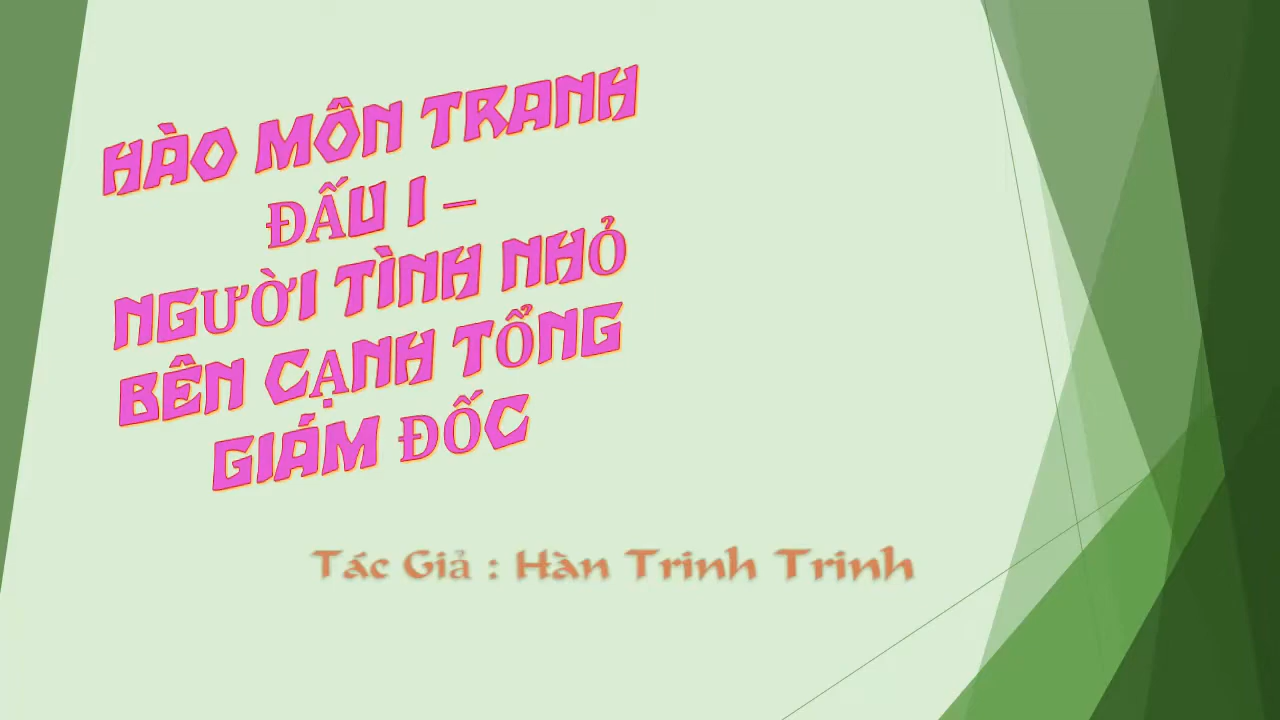 HÀO MÔN TRANH
ĐẤU I –
NGƯỜI TÌNH NHỎ
BÊN CẠNH TỔNG
GIÁM ĐỐC
Tác Giả : Hàn Trinh Trinh